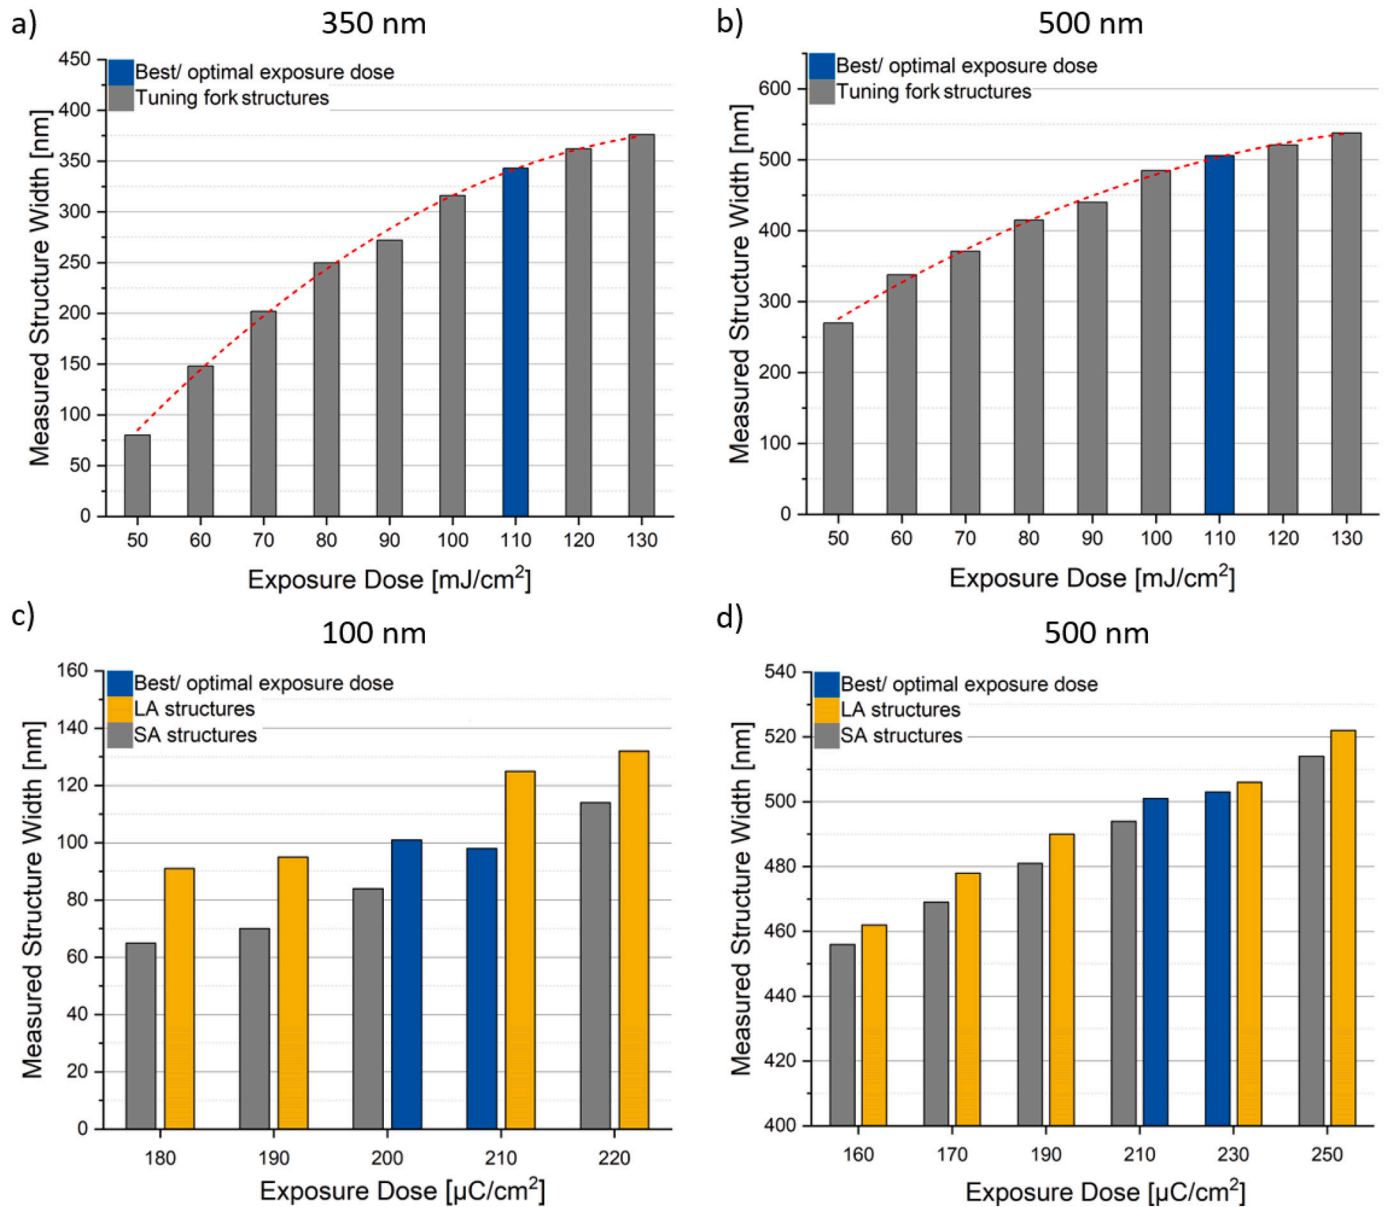 a)
350 nm
450
400
350
300
250
200
150
100
50
0
Measured Structure Width [nm]
Best/ optimal exposure dose
Tuning fork structures
50 60 70 80 90 100 110 120 130
Exposure Dose [mJ/cm²]
b)
500 nm
600
500
400
300
200
100
0
Measured Structure Width [nm]
Best/ optimal exposure dose
Tuning fork structures
50 60 70 80 90 100 110 120 130
Exposure Dose [mJ/cm²]
c)
100 nm
160
140
120
100
80
60
40
20
0
Measured Structure Width [nm]
Best/ optimal exposure dose
LA structures
SA structures
180 190 200 210 220
Exposure Dose [µC/cm²]
d)
500 nm
540
520
500
480
460
440
420
400
Measured Structure Width [nm]
Best/ optimal exposure dose
LA structures
SA structures
160 170 190 210 230 250
Exposure Dose [µC/cm²]